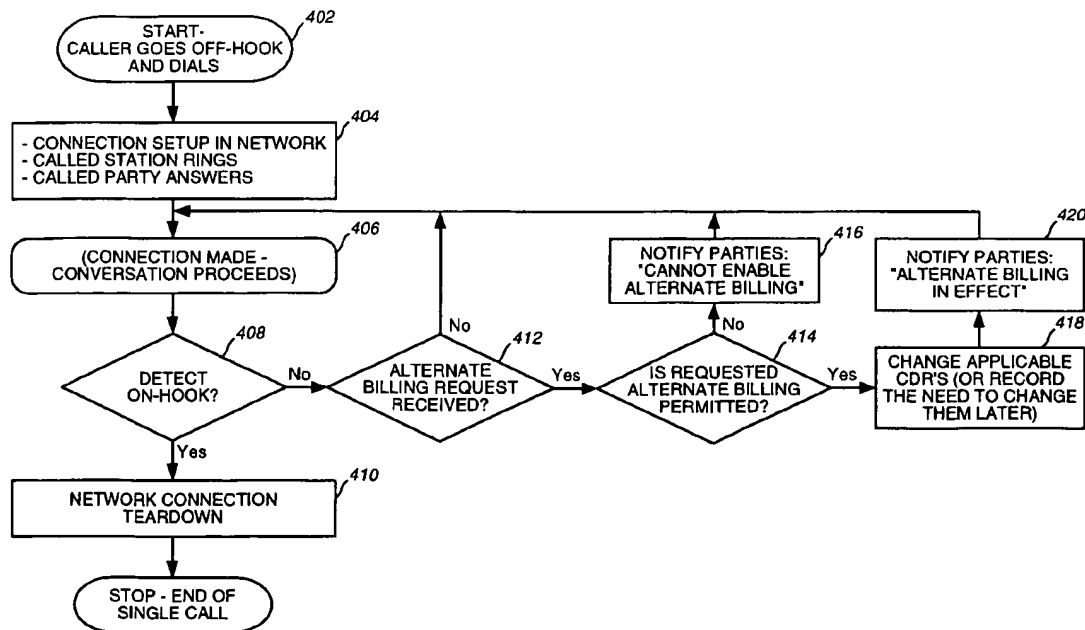 START-
CALLER GOES OFF-HOOK
AND DIALS
402
- CONNECTION SETUP IN NETWORK
- CALLED STATION RINGS
- CALLED PARTY ANSWERS
404
(CONNECTION MADE -
CONVERSATION PROCEEDS)
406
NOTIFY PARTIES:
"CANNOT ENABLE
ALTERNATE BILLING"
416
NOTIFY PARTIES:
"ALTERNATE BILLING
IN EFFECT"
420
DETECT
ON-HOOK?
408
No
Yes
ALTERNATE
BILLING REQUEST
RECEIVED?
412
No
Yes
IS REQUESTED
ALTERNATE BILLING
PERMITTED?
414
No
Yes
CHANGE APPLICABLE
CDR'S (OR RECORD
THE NEED TO CHANGE
THEM LATER)
418
NETWORK CONNECTION
TEARDOWN
410
STOP - END OF
SINGLE CALL